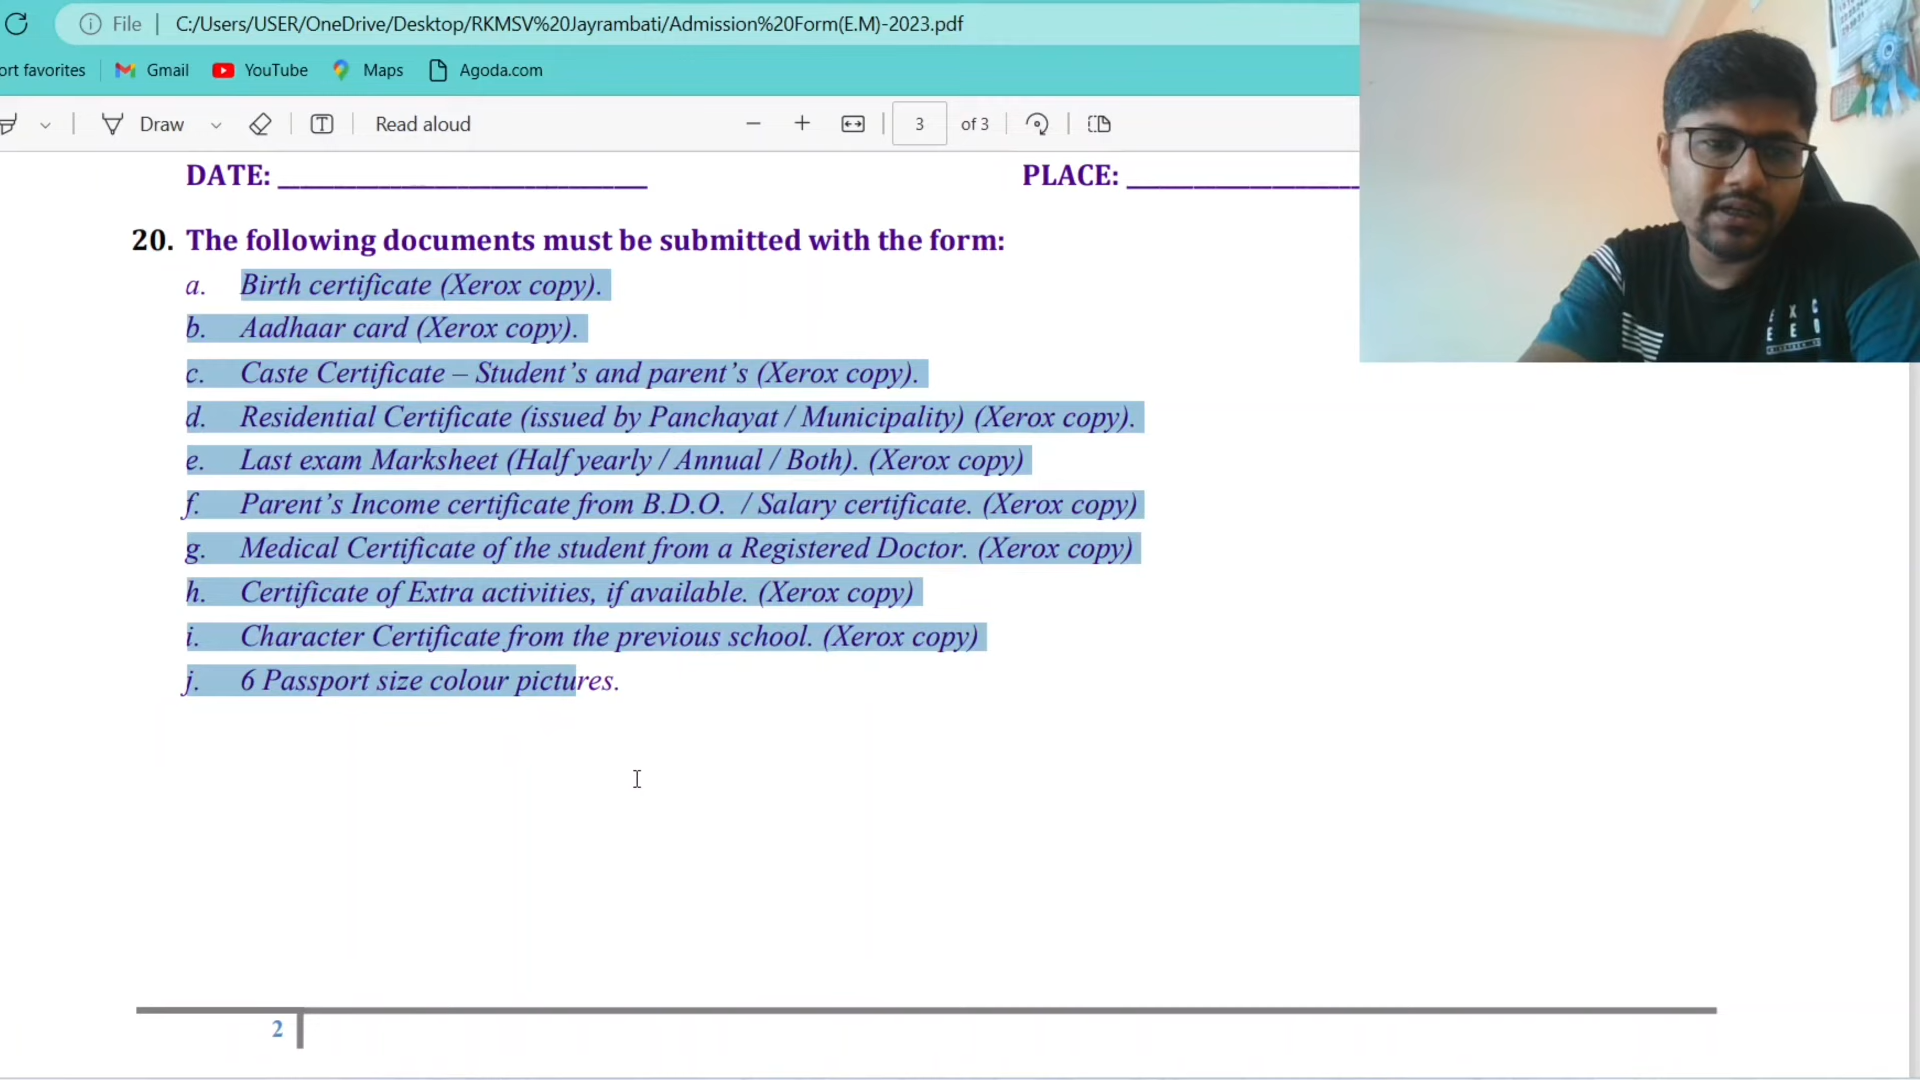 File | C:/Users/USER/OneDrive/Desktop/RKMSV%20Jayrambati/Admission%20Form(E.M)-2023.pdf
ort favorites Gmail YouTube Maps Agoda.com
Draw Read aloud 3 of 3
DATE: __________________________ PLACE: _________________
20. The following documents must be submitted with the form:
a. Birth certificate (Xerox copy).
b. Aadhaar card (Xerox copy).
c. Caste Certificate – Student’s and parent’s (Xerox copy).
d. Residential Certificate (issued by Panchayat / Municipality) (Xerox copy).
e. Last exam Marksheet (Half yearly / Annual / Both). (Xerox copy)
f. Parent’s Income certificate from B.D.O. / Salary certificate. (Xerox copy)
g. Medical Certificate of the student from a Registered Doctor. (Xerox copy)
h. Certificate of Extra activities, if available. (Xerox copy)
i. Character Certificate from the previous school. (Xerox copy)
j. 6 Passport size colour pictures.
2